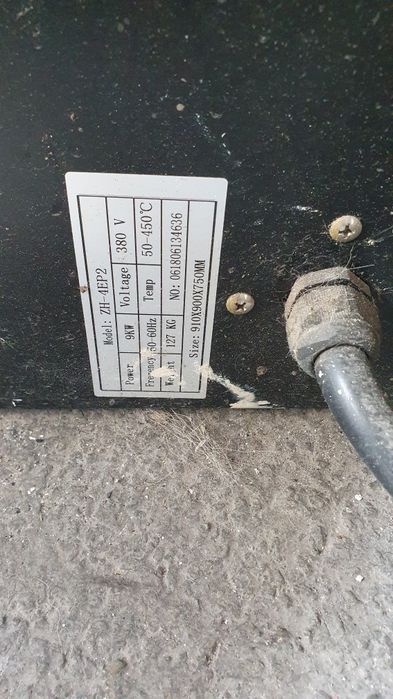 Model: ZH-4EP2
Power 9KW Voltage 380 V
Freuency 50-60Hz Temp 50-450℃
Weight 127 KG NO: 061806134636
Size: 910X900X750MM